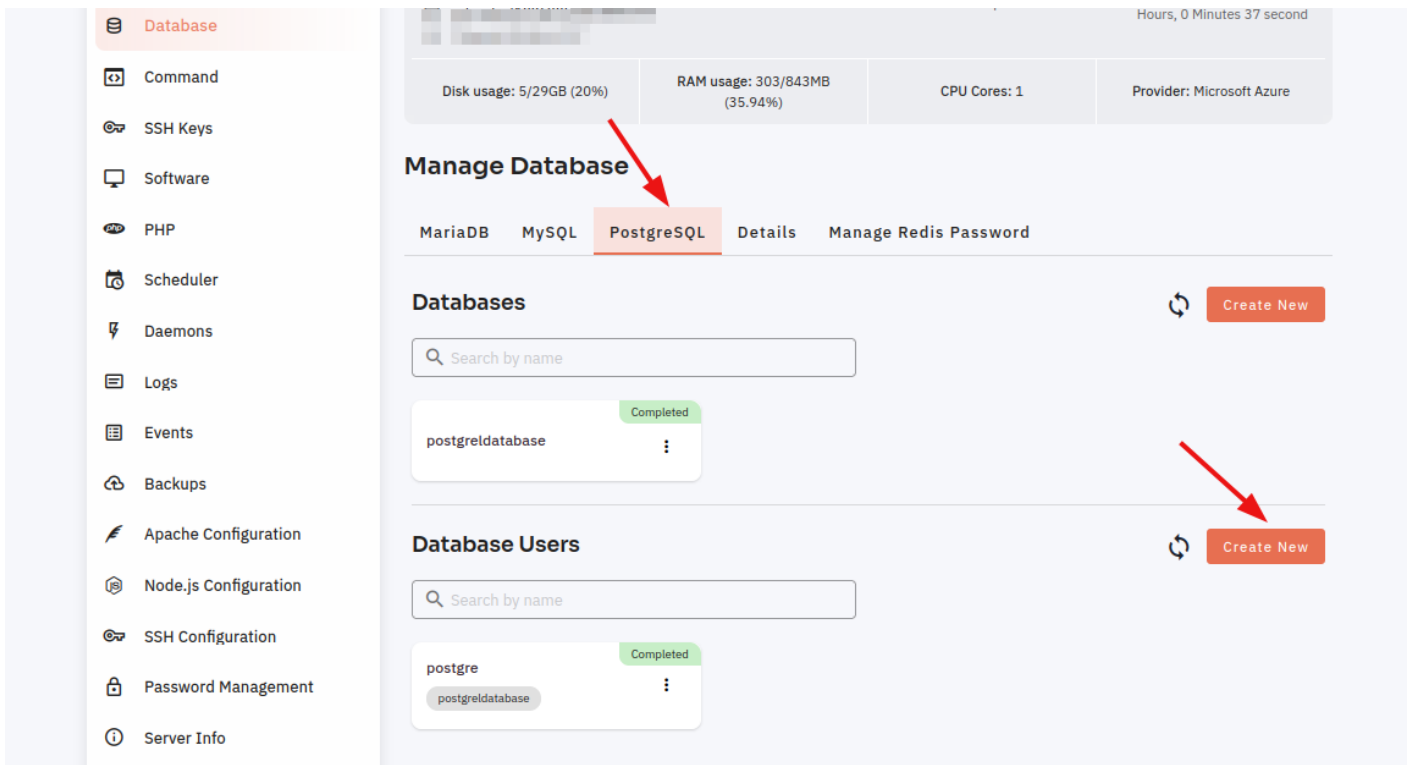 Database
Command
SSH Keys
Software
PHP
Scheduler
Daemons
Logs
Events
Backups
Apache Configuration
Node.js Configuration
SSH Configuration
Password Management
Server Info
Hours, 0 Minutes 37 second
Disk usage: 5/29GB (20%)
RAM usage: 303/843MB
(35.94%)
CPU Cores: 1
Provider: Microsoft Azure
Manage Database
MariaDB MySQL PostgreSQL Details Manage Redis Password
Databases
Create New
Search by name
Completed
postgreldatabase
Database Users
Create New
Search by name
Completed
postgre
postgreldatabase